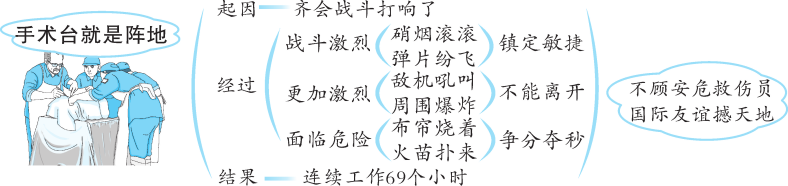 手术台就是阵地
起因
齐会战斗打响了
经过
战斗激烈
硝烟滚滚
弹片纷飞
镇定敏捷
更加激烈
敌机吼叫
周围爆炸
不能离开
面临危险
布帘烧着
火苗扑来
争分夺秒
结果
连续工作69个小时
不顾安危救伤员
国际友谊撼天地